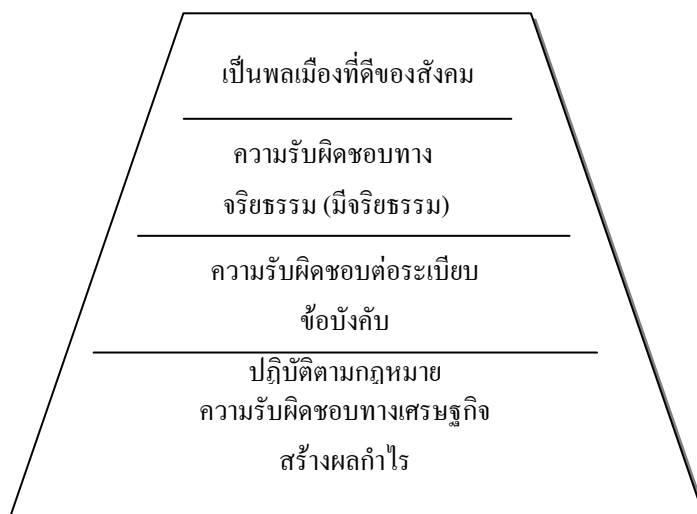 เป็นพลเมืองที่ดีของสังคม
ความรับผิดชอบทาง
จริยธรรม (มีจริยธรรม)
ความรับผิดชอบต่อระเบียบ
ข้อบังคับ
ปฏิบัติตามกฎหมาย
ความรับผิดชอบทางเศรษฐกิจ
สร้างผลกำไร